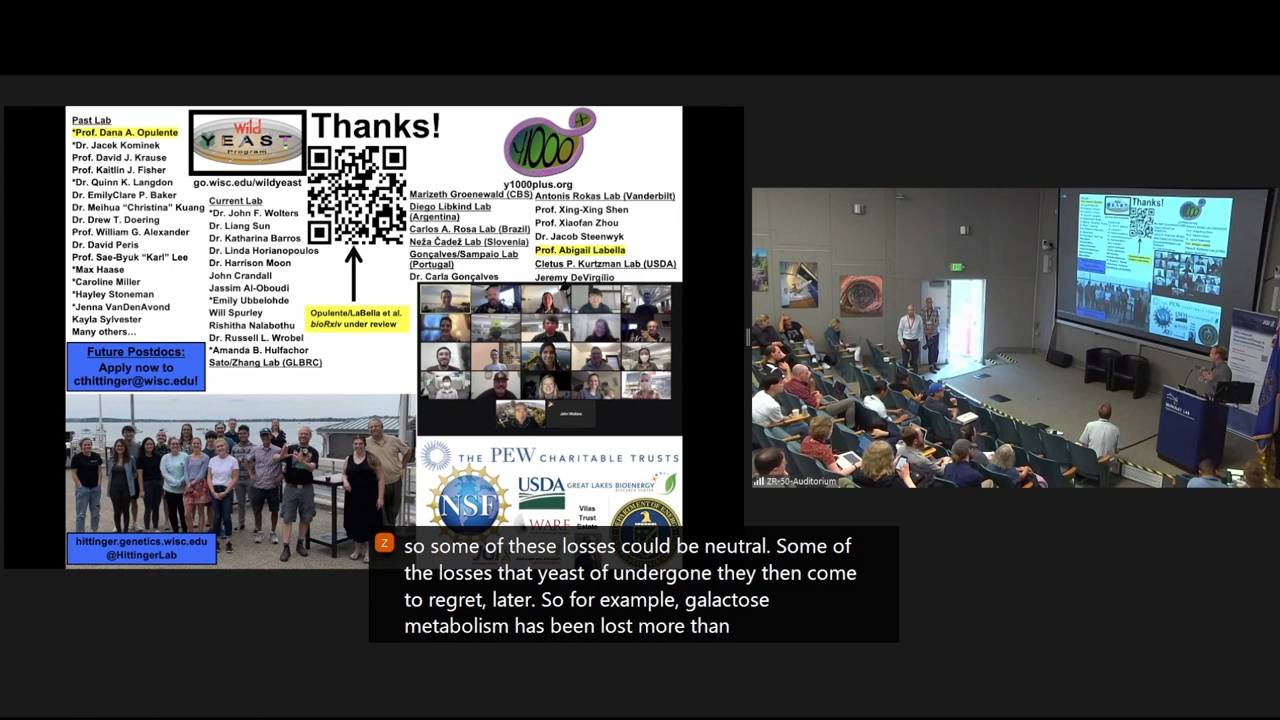 Past Lab
*Prof. Dana A. Opulente
*Dr. Jacek Kominek
Prof. David J. Krause
Prof. Kaitlin J. Fisher
*Dr. Quinn K. Langdon
Dr. EmilyClare P. Baker
Dr. Meihua “Christina” Kuang
Dr. Drew T. Doering
Prof. William G. Alexander
Dr. David Peris
Prof. Sae-Byuk “Karl” Lee
*Max Haase
*Caroline Miller
*Hayley Stoneman
*Jenna VanDenAvond
Kayla Sylvester
Many others…
Future Postdocs:
Apply now to
cthittinger@wisc.edu!
wild
YEAST
Program
go.wisc.edu/wildyeast
Current Lab
*Dr. John F. Wolters
Dr. Liang Sun
Dr. Katharina Barros
Dr. Linda Horianopoulos
Dr. Harrison Moon
John Crandall
Jassim Al-Oboudi
*Emily Ubbelohde
Will Spurley
Rishitha Nalabothu
Dr. Russell L. Wrobel
*Amanda B. Hulfachor
Sato/Zhang Lab (GLBRC)
Thanks!
Opulente/LaBella et al.
bioRxiv under review
y1000+
y1000plus.org
Marizeth Groenewald (CBS)
Diego Libkind Lab
(Argentina)
Carlos A. Rosa Lab (Brazil)
Neža Čadež Lab (Slovenia)
Gonçalves/Sampaio Lab
(Portugal)
Dr. Carla Gonçalves
Antonis Rokas Lab (Vanderbilt)
Prof. Xing-Xing Shen
Prof. Xiaofan Zhou
Dr. Jacob Steenwyk
Prof. Abigail Labella
Cletus P. Kurtzman Lab (USDA)
Jeremy DeVirgilio
John Wolters
THE PEW CHARITABLE TRUSTS
NSF
USDA
GREAT LAKES BIOENERGY
RESEARCH CENTER
WARF
Vilas
Trust
hittinger.genetics.wisc.edu
@HittingerLab
Thanks!
BERKELEY LAB
ZR-50-Auditorium
Z
so some of these losses could be neutral. Some of
the losses that yeast of undergone they then come
to regret, later. So for example, galactose
metabolism has been lost more than